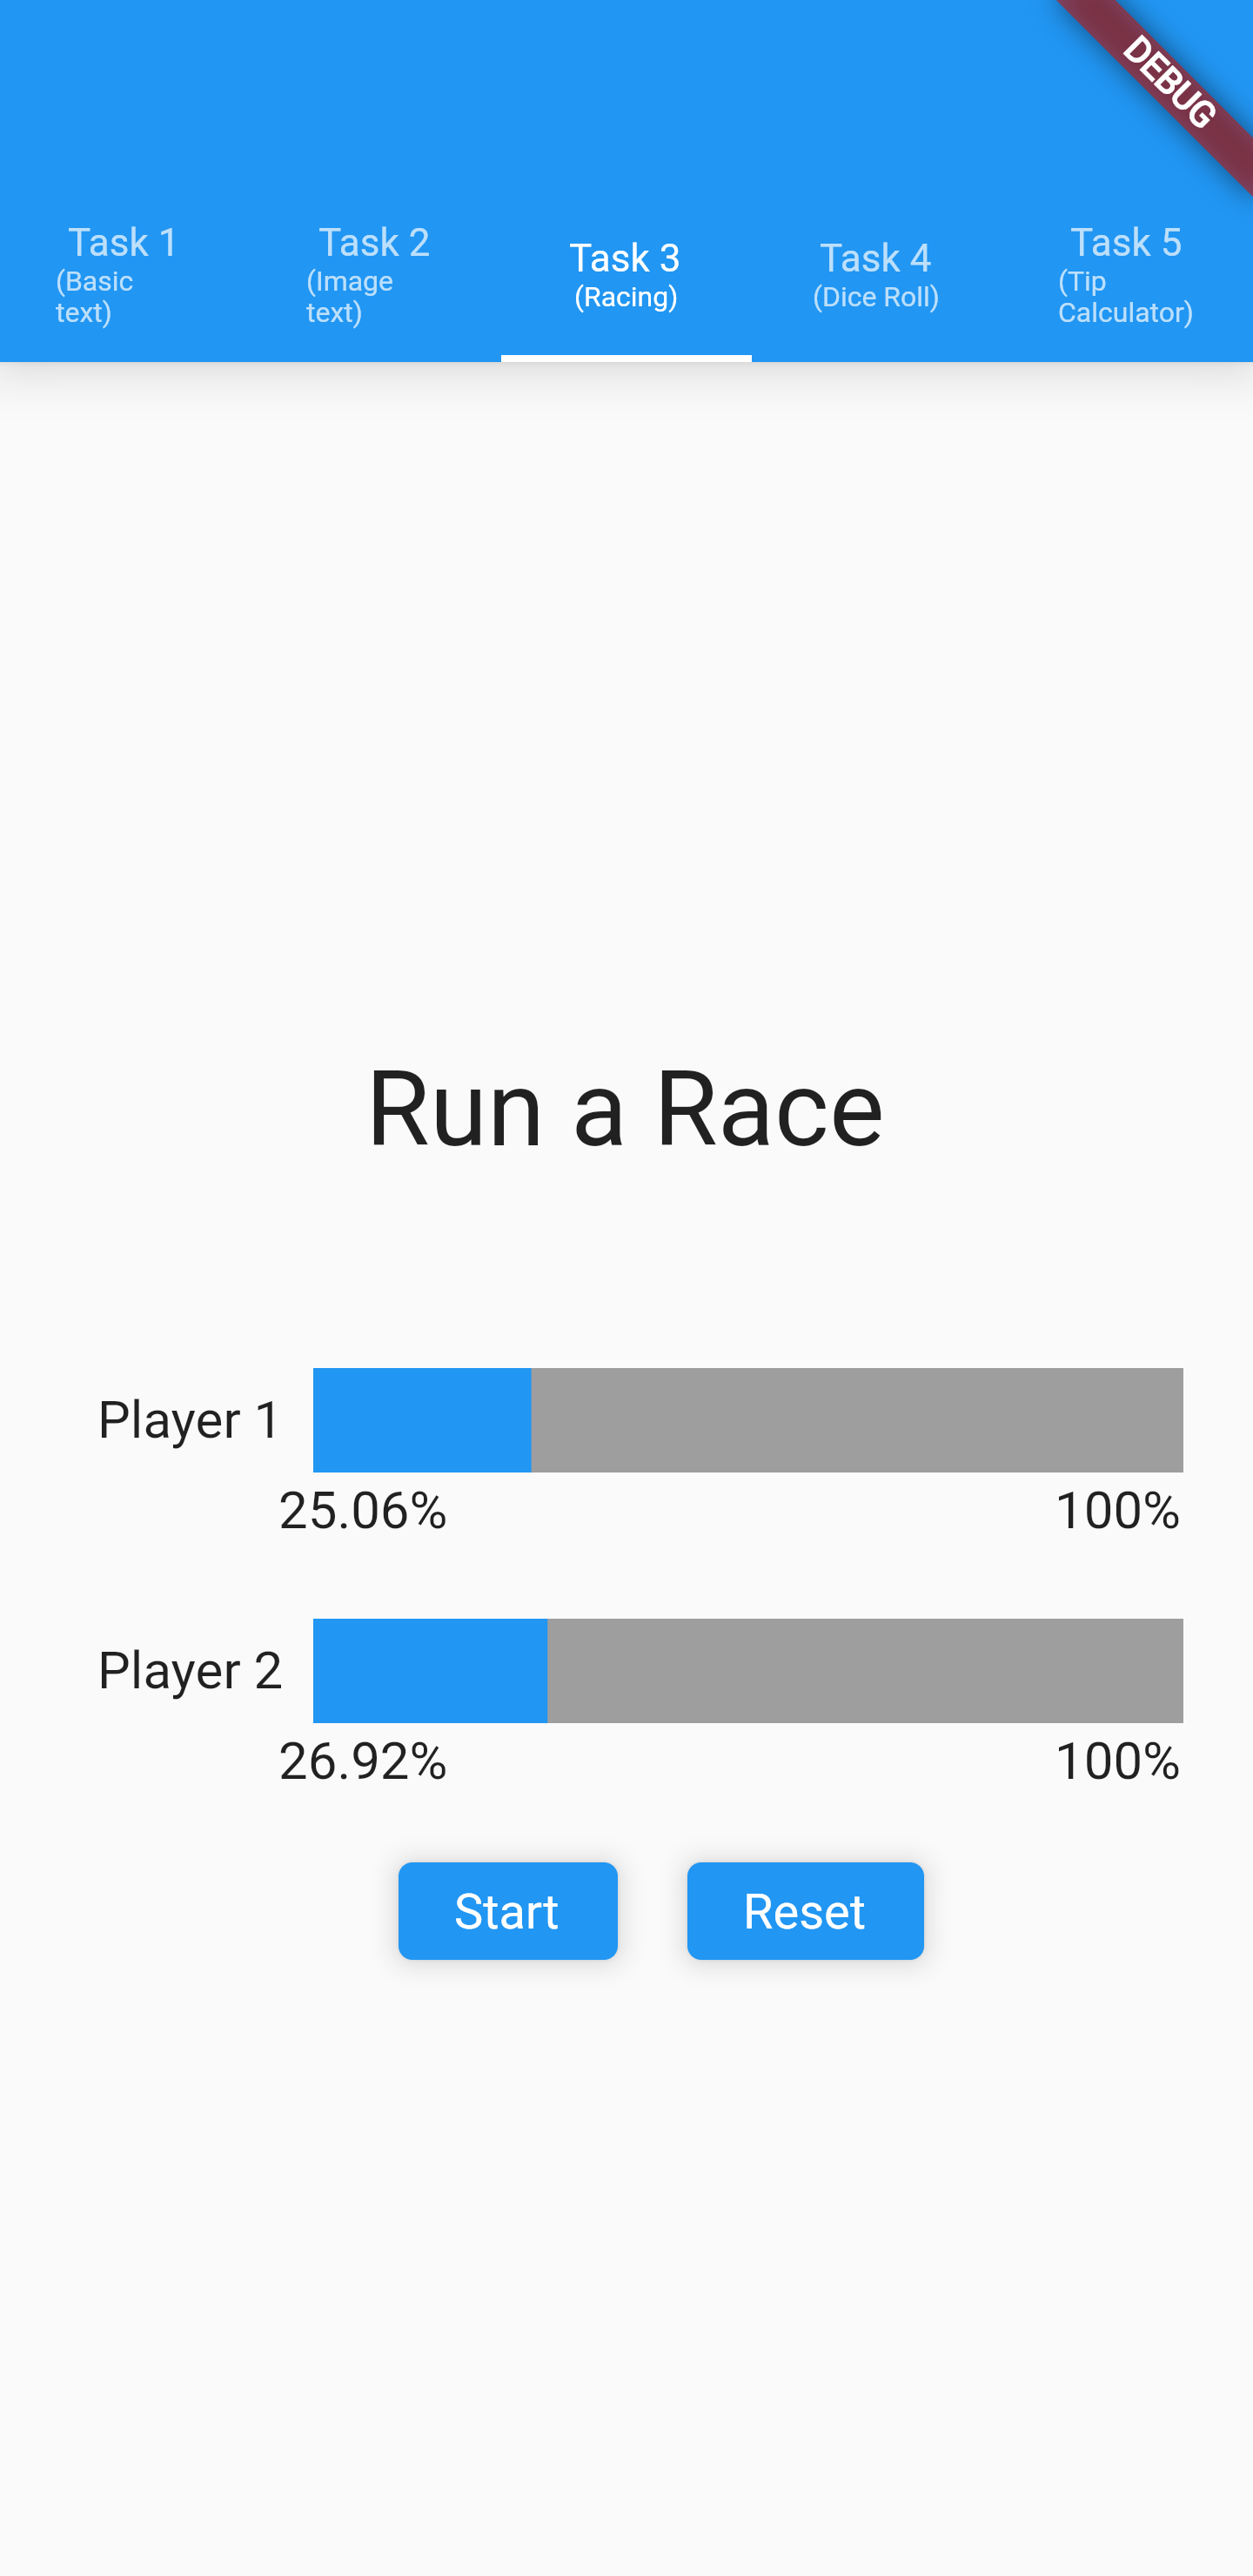 DEBUG
Task 1
(Basic
text)
Task 2
(Image
text)
Task 3
(Racing)
Task 4
(Dice Roll)
Task 5
(Tip
Calculator)
Run a Race
Player 1
25.06% 100%
Player 2
26.92% 100%
Start Reset